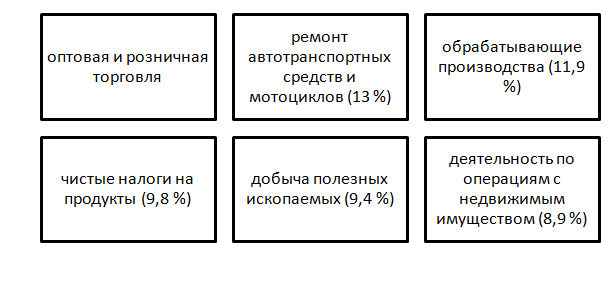 оптовая и розничная
торговля
ремонт
автотранспортных
средств и
мотоциклов (13 %)
обрабатывающие
производства (11,9
%)
чистые налоги на
продукты (9,8 %)
добыча полезных
ископаемых (9,4 %)
деятельность по
операциям с
недвижимым
имуществом (8,9 %)